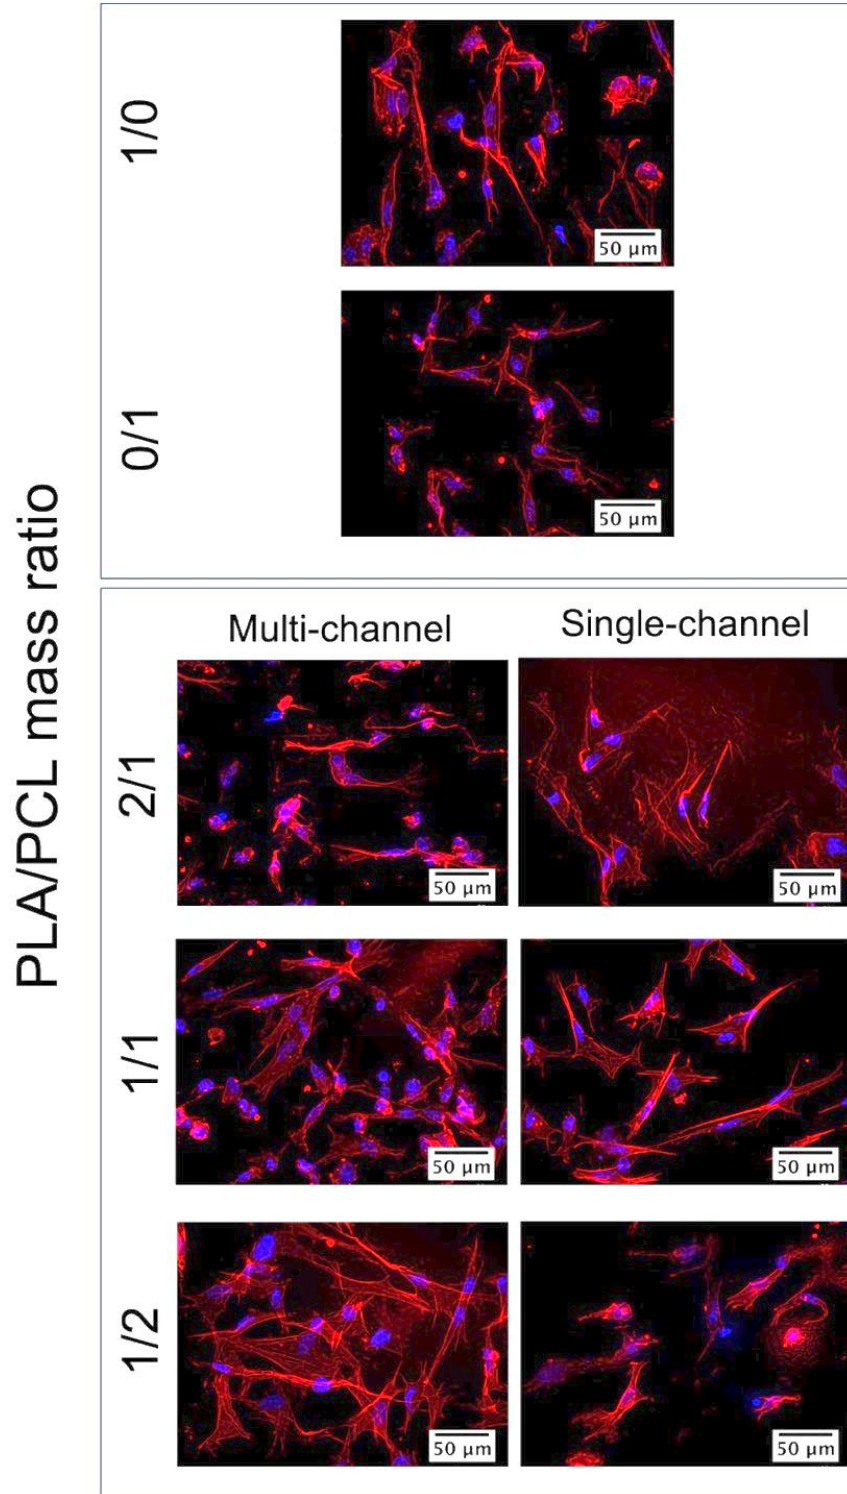 PLA/PCL mass ratio
1/0
50 µm
0/1
50 µm
Multi-channel
Single-channel
2/1
50 µm
50 µm
1/1
50 µm
50 µm
1/2
50 µm
50 µm